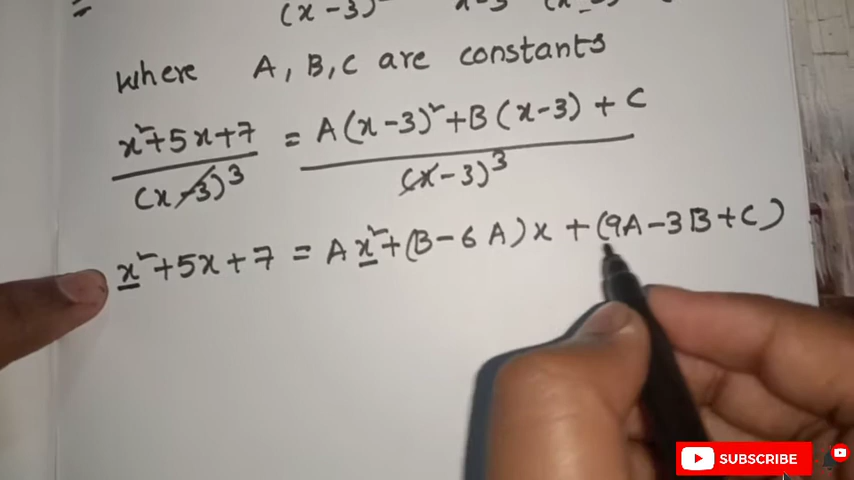 (x-3)
where A, B, C are constants
x²+5x+7 / (x-3)³ = A(x-3)²+B(x-3)+C / (x-3)³
x²+5x+7 = Ax²+(B-6A)x+(9A-3B+C)
SUBSCRIBE